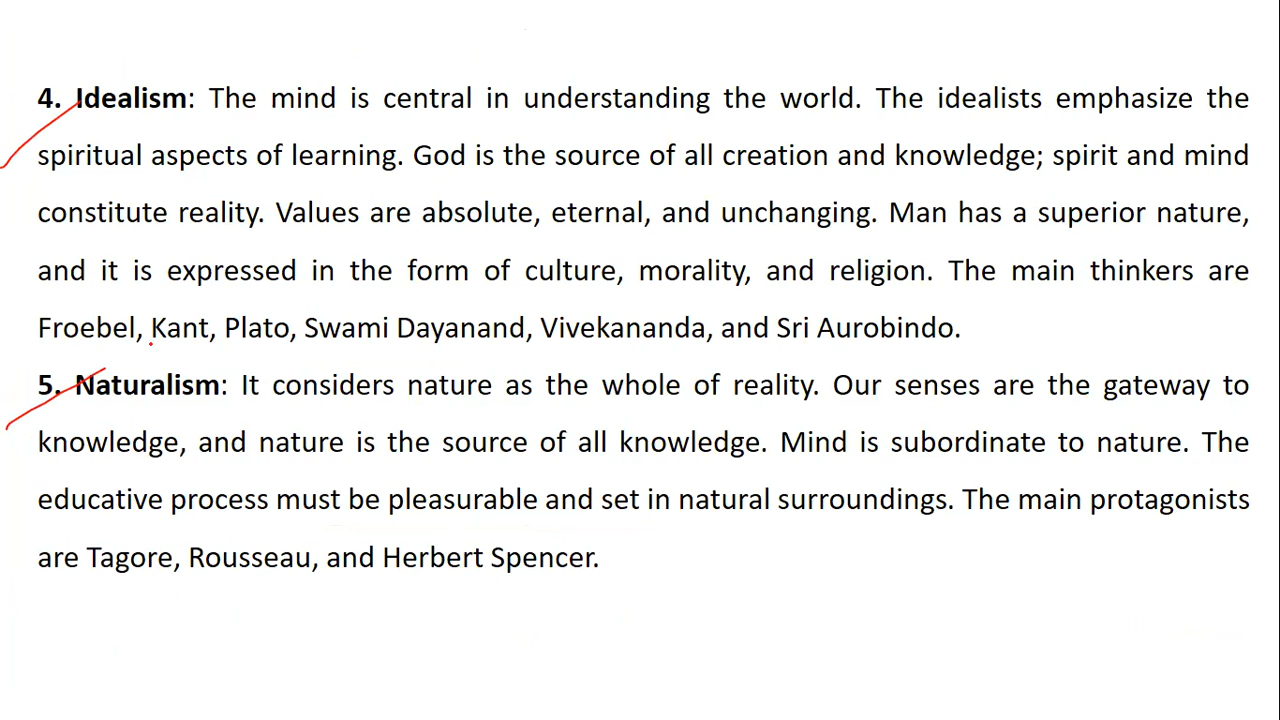 4. Idealism: The mind is central in understanding the world. The idealists emphasize the
spiritual aspects of learning. God is the source of all creation and knowledge; spirit and mind
constitute reality. Values are absolute, eternal, and unchanging. Man has a superior nature,
and it is expressed in the form of culture, morality, and religion. The main thinkers are
Froebel, Kant, Plato, Swami Dayanand, Vivekananda, and Sri Aurobindo.
5. Naturalism: It considers nature as the whole of reality. Our senses are the gateway to
knowledge, and nature is the source of all knowledge. Mind is subordinate to nature. The
educative process must be pleasurable and set in natural surroundings. The main protagonists
are Tagore, Rousseau, and Herbert Spencer.